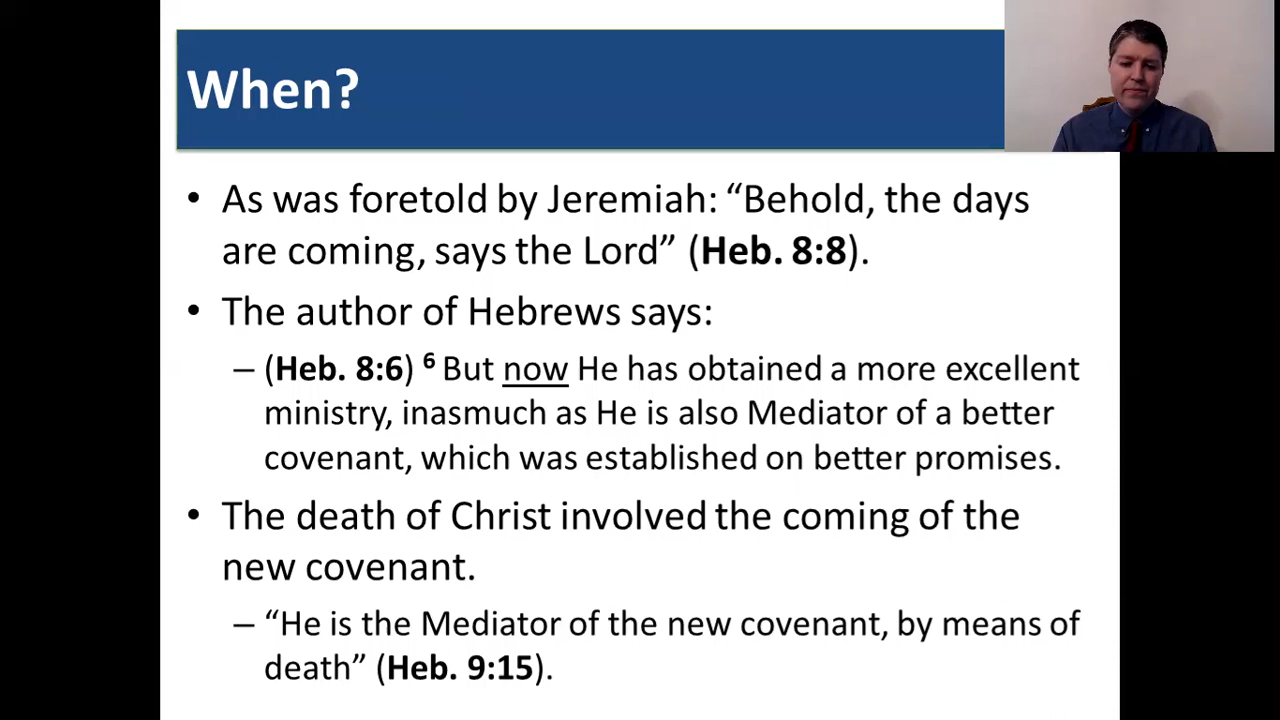 When?
• As was foretold by Jeremiah: “Behold, the days
are coming, says the Lord” (Heb. 8:8).
• The author of Hebrews says:
– (Heb. 8:6) ⁶ But now He has obtained a more excellent
ministry, inasmuch as He is also Mediator of a better
covenant, which was established on better promises.
• The death of Christ involved the coming of the
new covenant.
– “He is the Mediator of the new covenant, by means of
death” (Heb. 9:15).